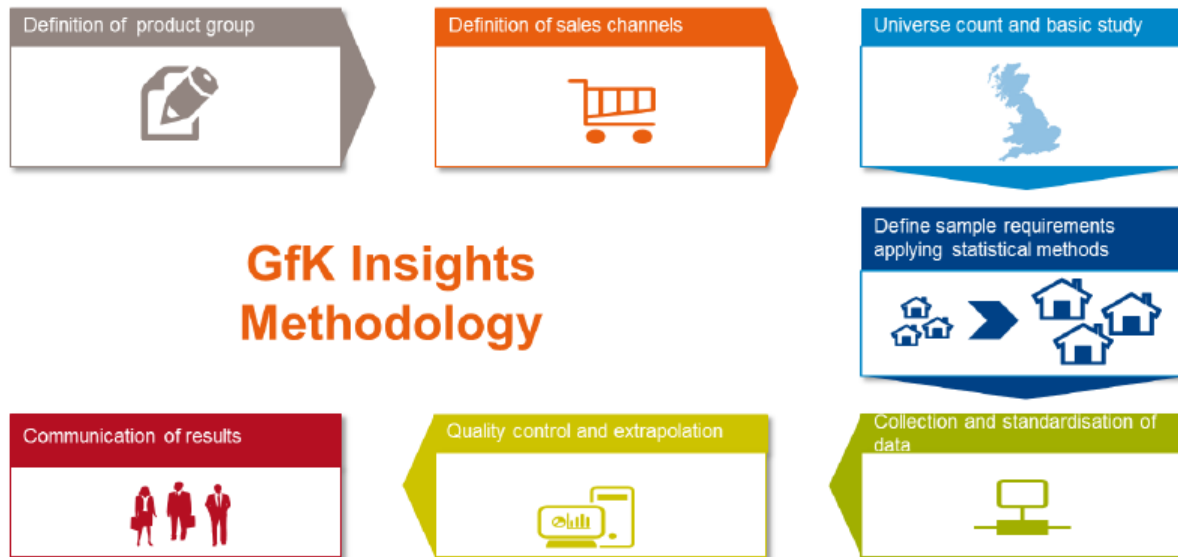 Definition of product group
Definition of sales channels
Universe count and basic study
Define sample requirements
applying statistical methods
GfK Insights
Methodology
Communication of results
Quality control and extrapolation
Collection and standardisation of
data